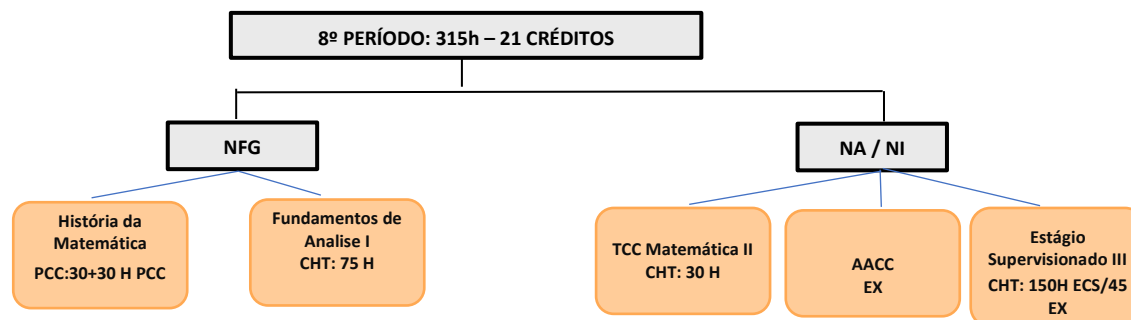 8º PERÍODO: 315h – 21 CRÉDITOS
NFG
NA / NI
História da
Matemática
PCC:30+30 H PCC
Fundamentos de
Analise I
CHT: 75 H
TCC Matemática II
CHT: 30 H
AACC
EX
Estágio
Supervisionado III
CHT: 150H ECS/45
EX